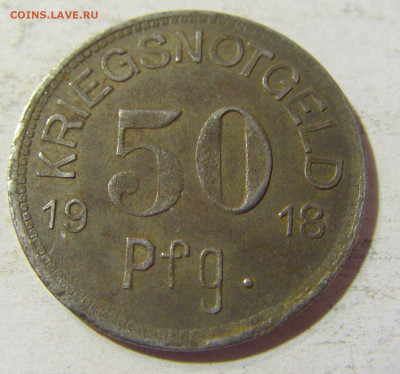 COINS.LAVE.RU
KRIEGSNOTGELD
50
19 18
Pfg.